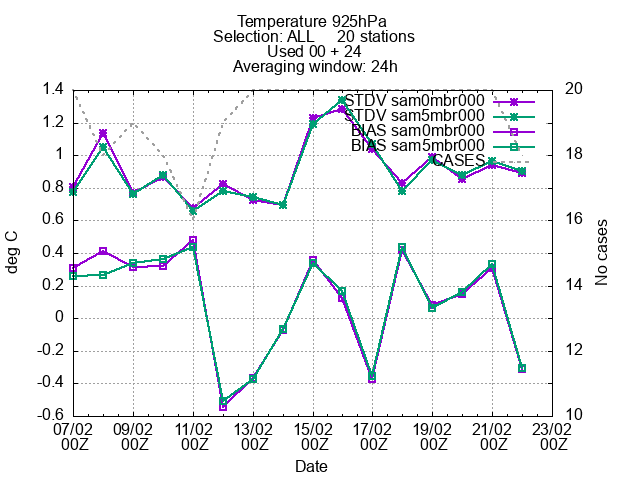 Temperature 925hPa
Selection: ALL 20 stations
Used 00 + 24
Averaging window: 24h
STDV sam0mbr000
STDV sam5mbr000
BIAS sam0mbr000
BIAS sam5mbr000
CASES
1.4
1.2
1
0.8
0.6
0.4
0.2
0
-0.2
-0.4
-0.6
deg C
20
18
16
14
12
10
No cases
07/02 09/02 11/02 13/02 15/02 17/02 19/02 21/02 23/02
00Z 00Z 00Z 00Z 00Z 00Z 00Z 00Z 00Z
Date